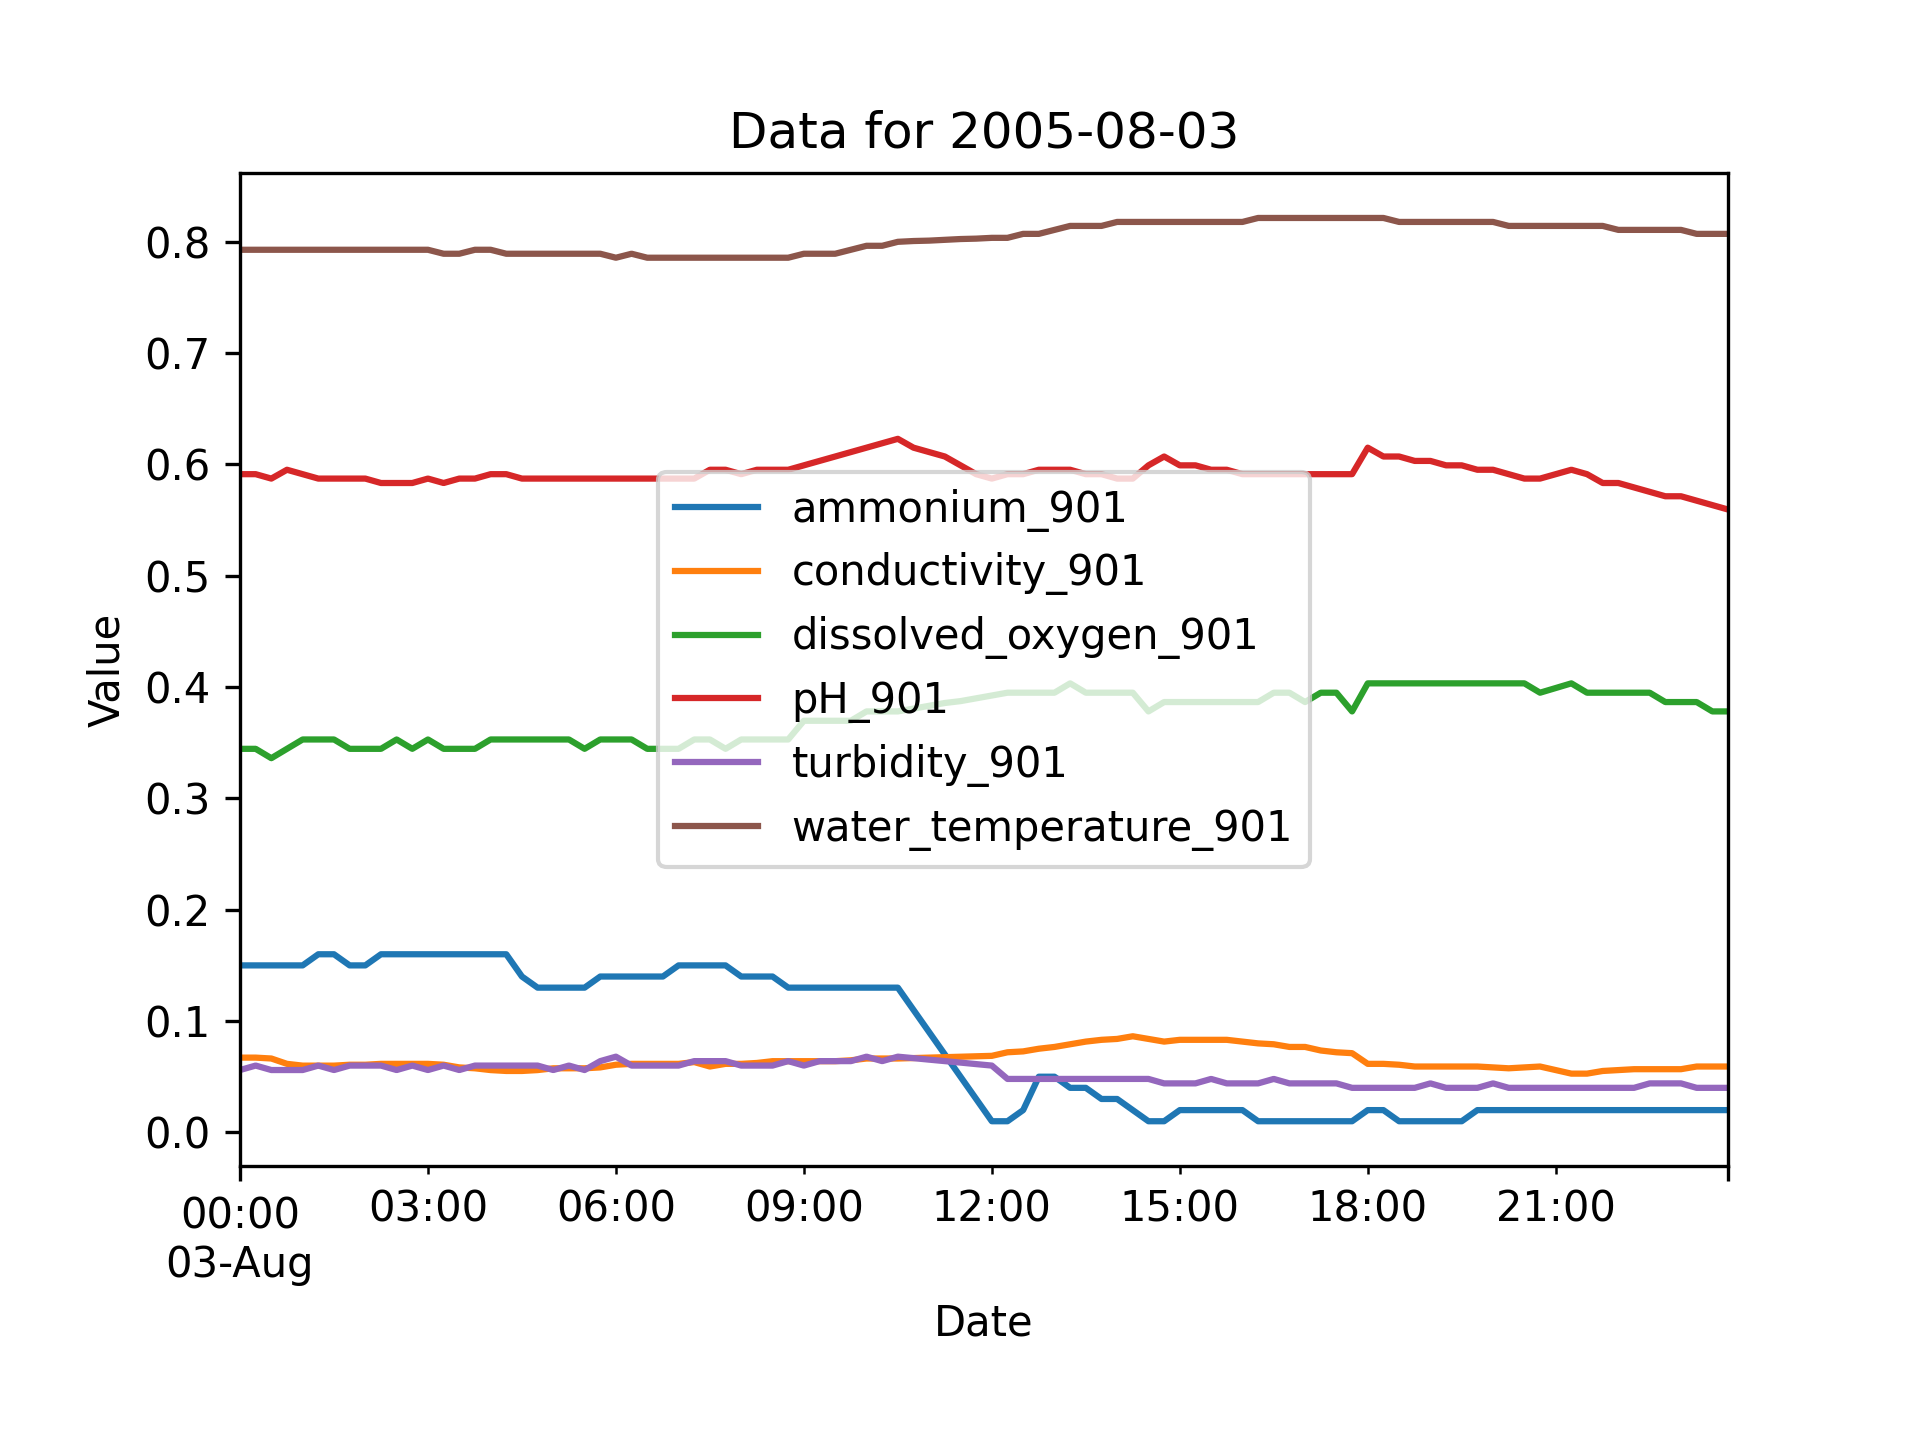 Data for 2005-08-03
0.8
0.7
0.6
0.5
0.4
0.3
0.2
0.1
0.0
Value
ammonium_901
conductivity_901
dissolved_oxygen_901
pH_901
turbidity_901
water_temperature_901
00:00 03:00 06:00 09:00 12:00 15:00 18:00 21:00
03-Aug
Date